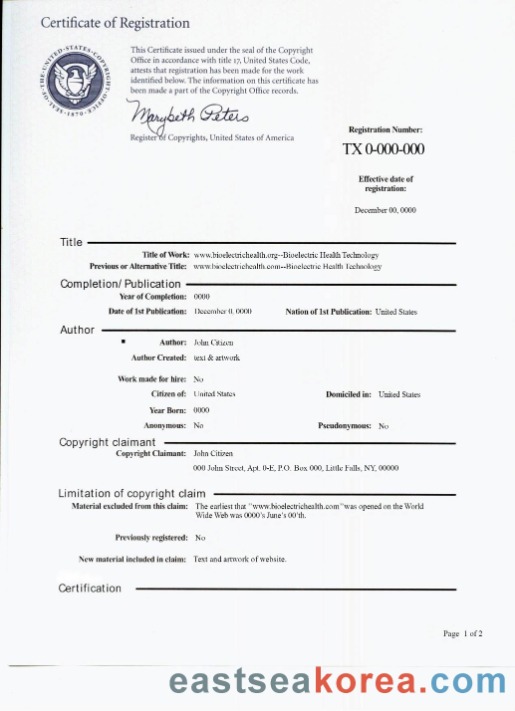 Certificate of Registration
This Certificate issued under the seal of the Copyright
Office in accordance with title 17, United States Code,
attests that registration has been made for the work
identified below. The information on this certificate has
been made a part of the Copyright Office records.
Marybeth Peters
Register of Copyrights, United States of America
Registration Number:
TX 0-000-000
Effective date of
registration:
December 00, 0000
Title
Title of Work: www.bioelectrichealth.org--Bioelectric Health Technology
Previous or Alternative Title: www.bioelectrichealth.com--Bioelectric Health Technology
Completion/ Publication
Year of Completion: 0000
Date of 1st Publication: December 0, 0000 Nation of 1st Publication: United States
Author
Author: John Citizen
Author Created: text & artwork
Work made for hire: No
Citizen of: United States Domiciled in: United States
Year Born: 0000
Anonymous: No Pseudonymous: No
Copyright claimant
Copyright Claimant: John Citizen
000 John Street, Apt. 0-E, P.O. Box 000, Little Falls, NY, 00000
Limitation of copyright claim
Material excluded from this claim: The earliest that "www.bioelectrichealth.com"was opened on the World
Wide Web was 0000's June's 00'th.
Previously registered: No
New material included in claim: Text and artwork of website.
Certification
Page 1 of 2
eastseakorea.com